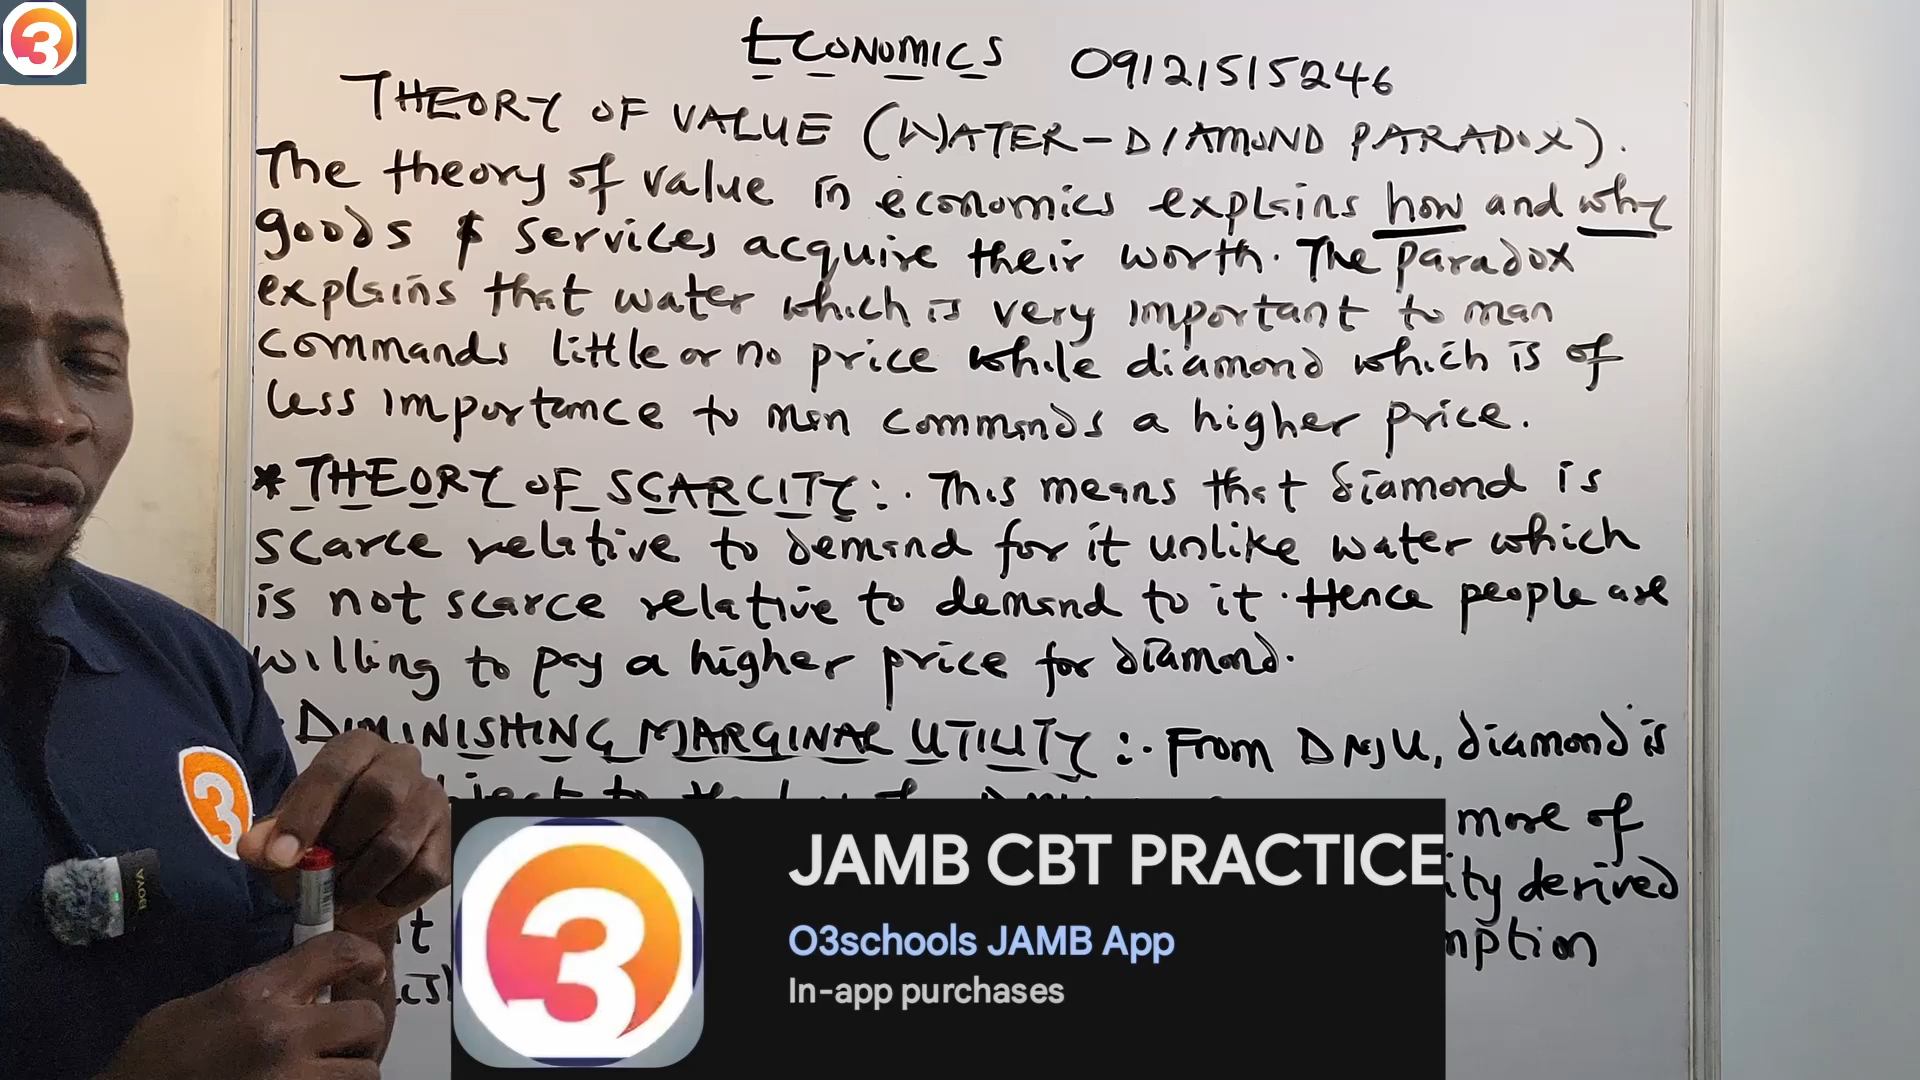 3
ECONOMICS 09121515246
THEORY OF VALUE (WATER-DIAMOND PARADOX).
The theory of value in economics explains how and why
goods & services acquire their worth. The paradox
explains that water which is very important to man
commands little or no price while diamond which is of
less importance to man commands a higher price.
* THEORY OF SCARCITY:. This means that diamond is
scarce relative to demand for it unlike water which
is not scarce relative to demand to it. Hence people are
willing to pay a higher price for diamond.
DIMINISHING MARGINAL UTILITY:. From DMU, diamond is
more of
derived
3
BOYA
3
JAMB CBT PRACTICE
O3schools JAMB App
In-app purchases